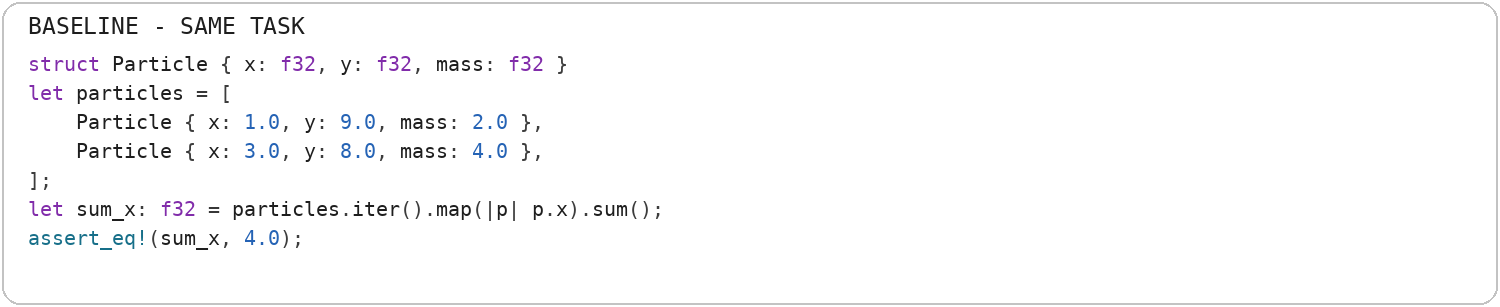 BASELINE - SAME TASK
struct Particle { x: f32, y: f32, mass: f32 }
let particles = [
    Particle { x: 1.0, y: 9.0, mass: 2.0 },
    Particle { x: 3.0, y: 8.0, mass: 4.0 },
];
let sum_x: f32 = particles.iter().map(|p| p.x).sum();
assert_eq!(sum_x, 4.0);